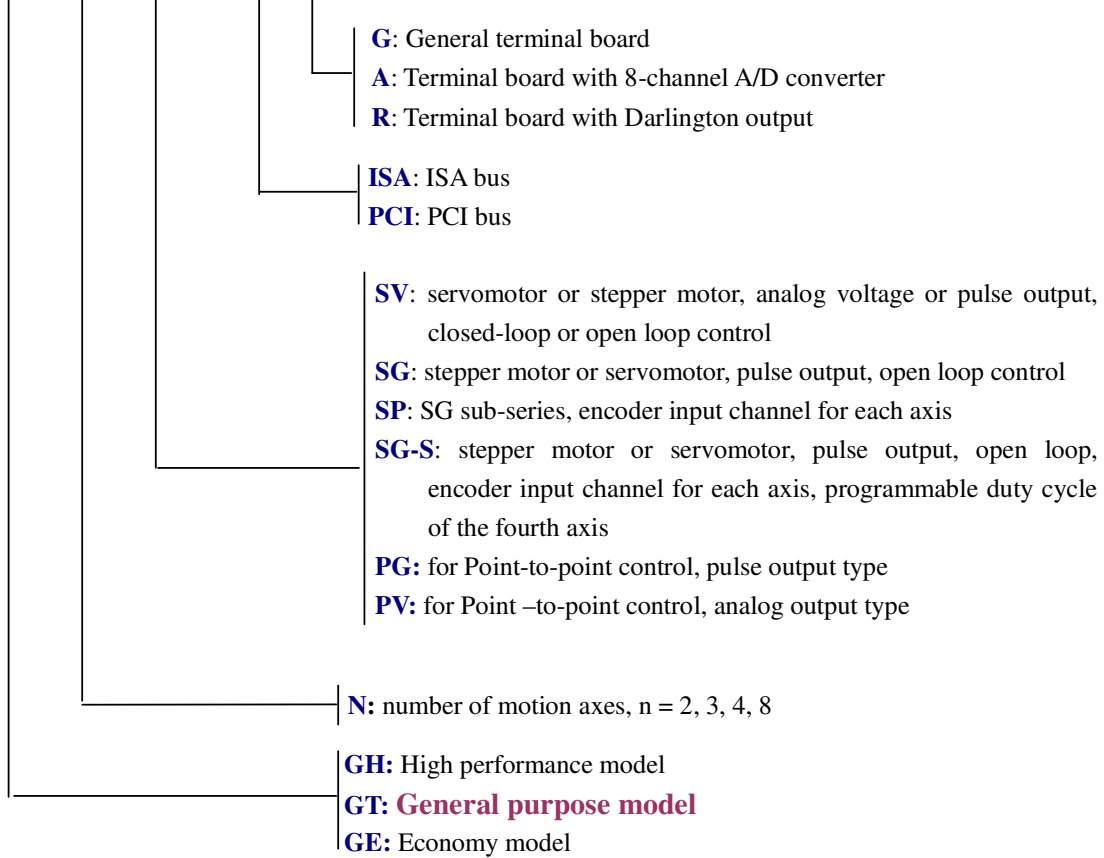 G: General terminal board
A: Terminal board with 8-channel A/D converter
R: Terminal board with Darlington output
ISA: ISA bus
PCI: PCI bus
SV: servomotor or stepper motor, analog voltage or pulse output,
closed-loop or open loop control
SG: stepper motor or servomotor, pulse output, open loop control
SP: SG sub-series, encoder input channel for each axis
SG-S: stepper motor or servomotor, pulse output, open loop,
encoder input channel for each axis, programmable duty cycle
of the fourth axis
PG: for Point-to-point control, pulse output type
PV: for Point –to-point control, analog output type
N: number of motion axes, n = 2, 3, 4, 8
GH: High performance model
GT: General purpose model
GE: Economy model